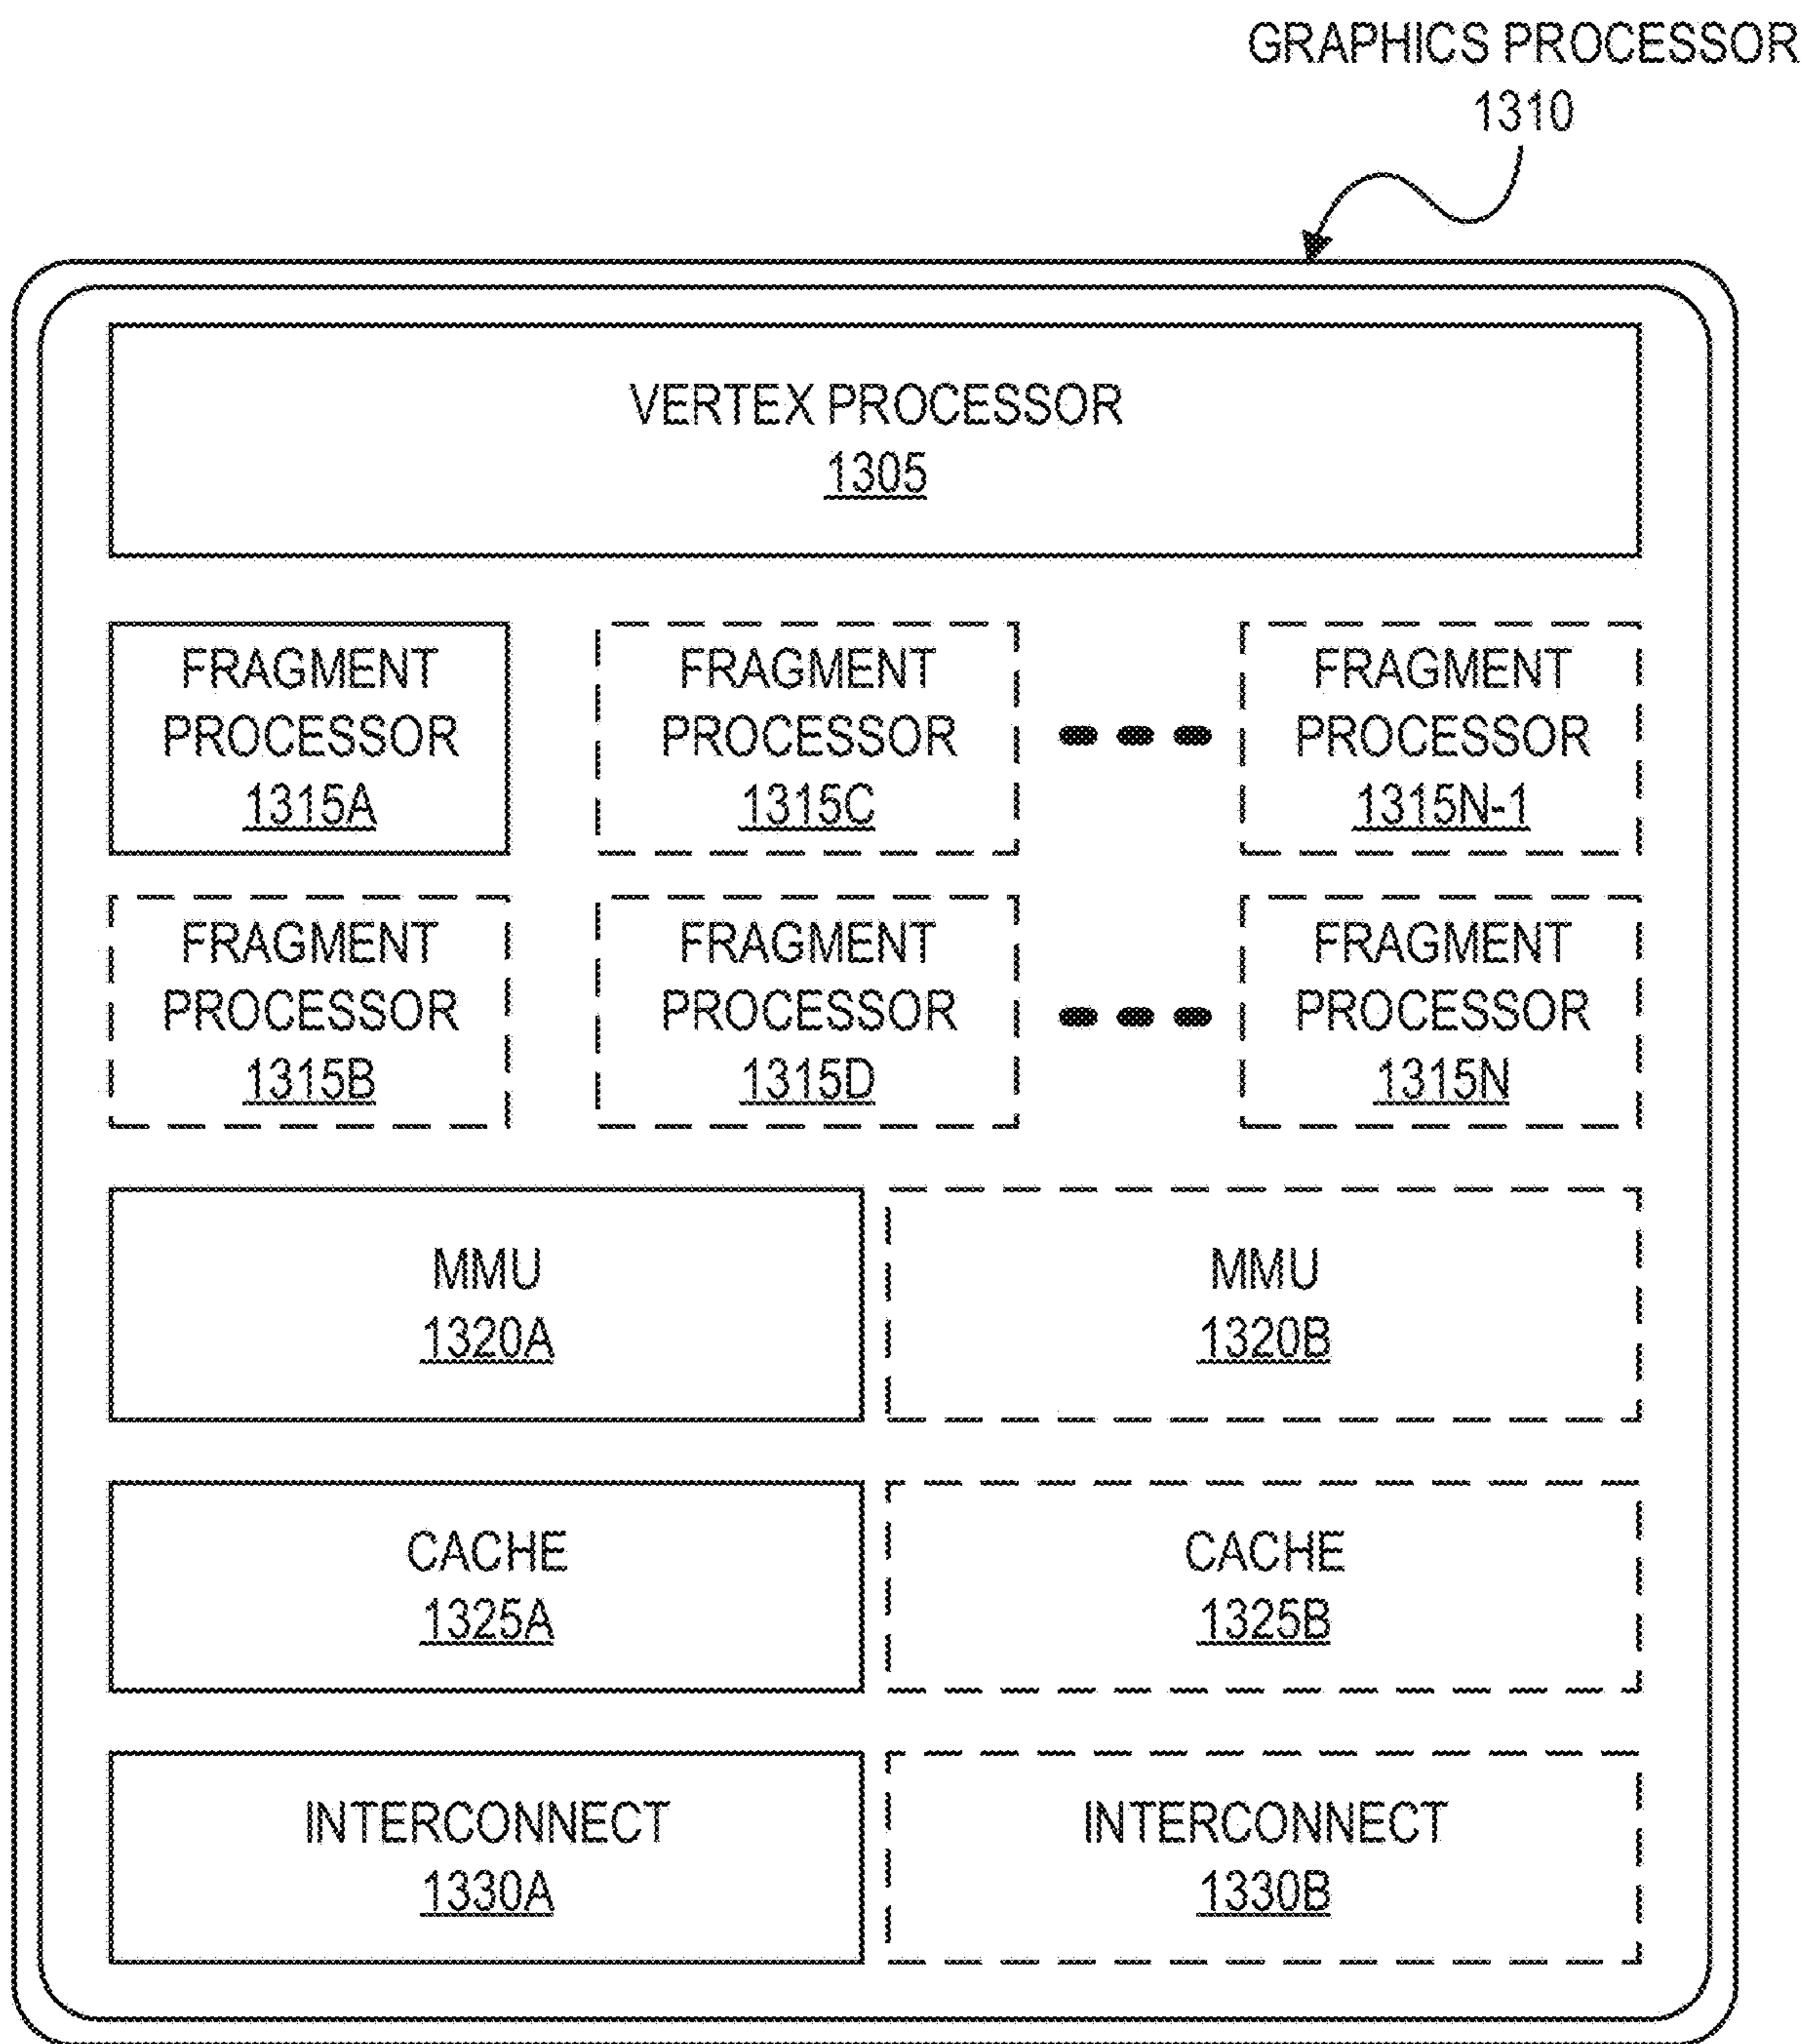 GRAPHICS PROCESSOR
1310
VERTEX PROCESSOR
1305
FRAGMENT
PROCESSOR
1315A
FRAGMENT
PROCESSOR
1315C
FRAGMENT
PROCESSOR
1315N-1
FRAGMENT
PROCESSOR
1315B
FRAGMENT
PROCESSOR
1315D
FRAGMENT
PROCESSOR
1315N
MMU
1320A
MMU
1320B
CACHE
1325A
CACHE
1325B
INTERCONNECT
1330A
INTERCONNECT
1330B